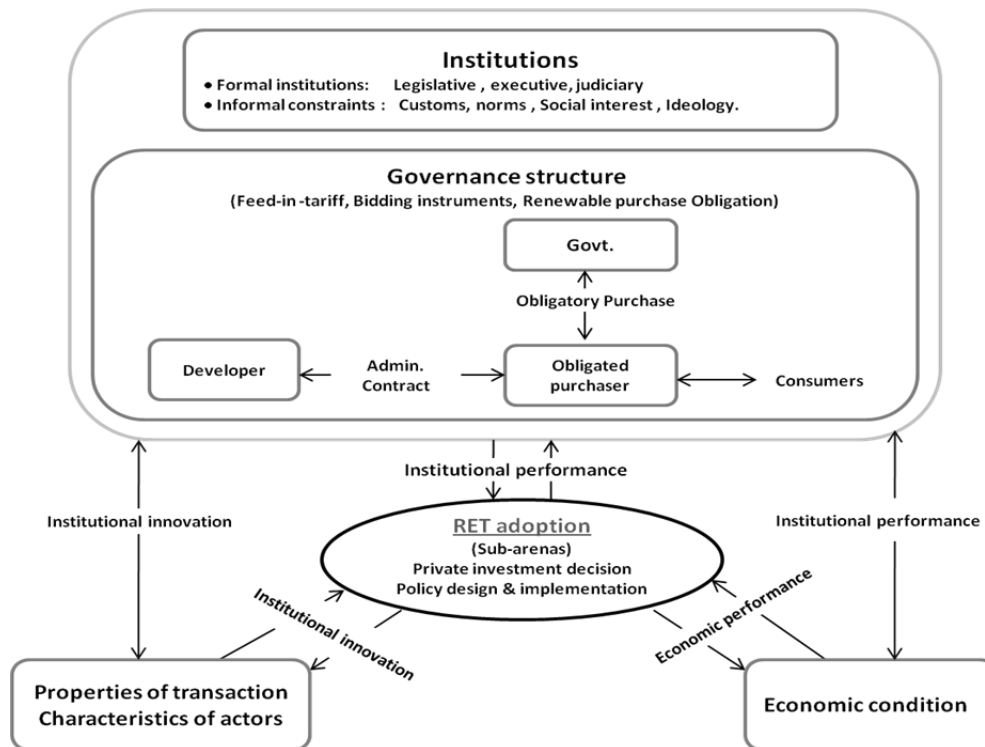 Institutions
• Formal institutions: Legislative , executive, judiciary
• Informal constraints : Customs, norms , Social interest , Ideology.
Governance structure
(Feed-in -tariff, Bidding instruments, Renewable purchase Obligation)
Govt.
Obligatory Purchase
Developer
Admin.
Contract
Obligated
purchaser
Consumers
Institutional performance
Institutional innovation
Institutional performance
RET adoption
(Sub-arenas)
Private investment decision
Policy design & implementation
Institutional innovation
Economic performance
Properties of transaction
Characteristics of actors
Economic condition